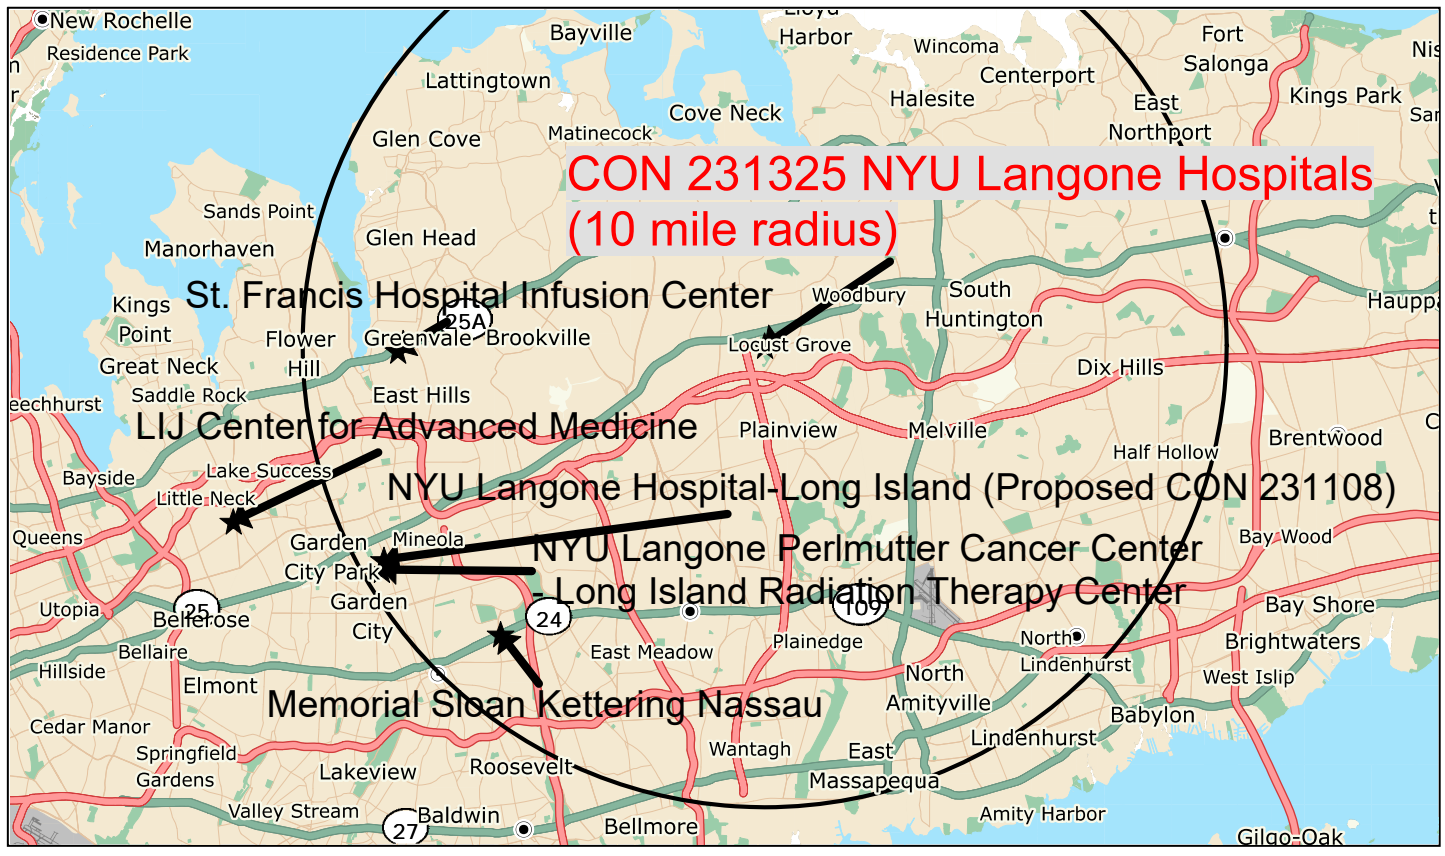 New Rochelle
Residence Park
Bayville
Lloyd
Harbor
Wincoma
Centerport
Fort
Salonga
Nis
m
r
Lattingtown
Cove Neck
Halesite
East
Northport
Kings Park
Sar
Glen Cove
Matinecock
CON 231325 NYU Langone Hospitals
(10 mile radius)
Sands Point
Manorhaven
Glen Head
St. Francis Hospital Infusion Center
Kings
Point
25A
Woodbury
South
Huntington
Hauppa
Flower
Hill
Greenvale
Brookville
Locust Grove
Great Neck
Saddle Rock
East Hills
Dix Hills
eechhurst
LIJ Center for Advanced Medicine
Plainview
Melville
Brentwood
C
Half Hollow
Bayside
Lake Success
Little Neck
NYU Langone Hospital-Long Island (Proposed CON 231108)
Queens
Garden
City Park
Mineola
Bay Wood
NYU Langone Perlmutter Cancer Center
- Long Island Radiation Therapy Center
Utopia
25
Bellerose
Garden
City
24
109
Bay Shore
Brightwaters
Bellaire
East Meadow
Plainedge
North
Lindenhurst
Hillside
Elmont
North
Amityville
West Islip
Memorial Sloan Kettering Nassau
Cedar Manor
Babylon
Springfield
Gardens
Lakeview
Roosevelt
Wantagh
East
Massapequa
Lindenhurst
Valley Stream
27
Baldwin
Bellmore
Amity Harbor
Gilgo-Oak